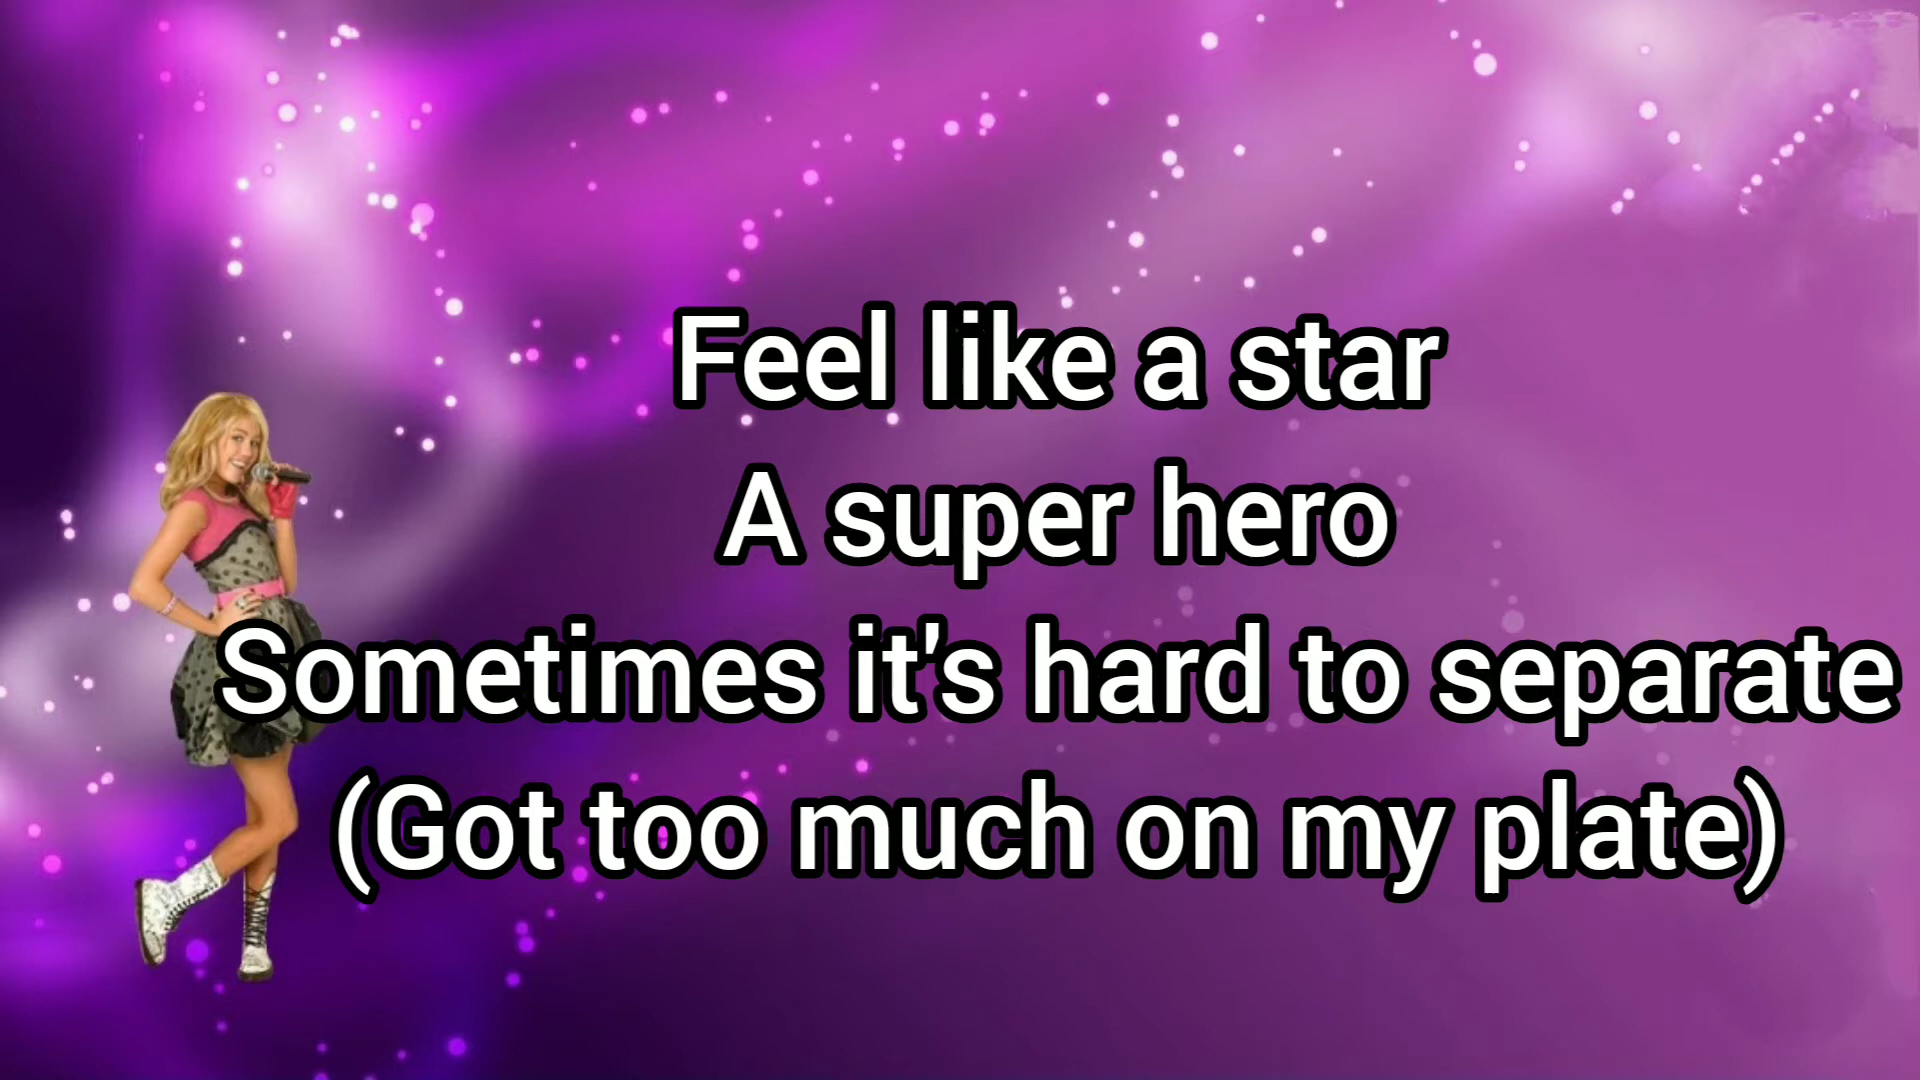 Feel like a star
A super hero
Sometimes it's hard to separate
(Got too much on my plate)